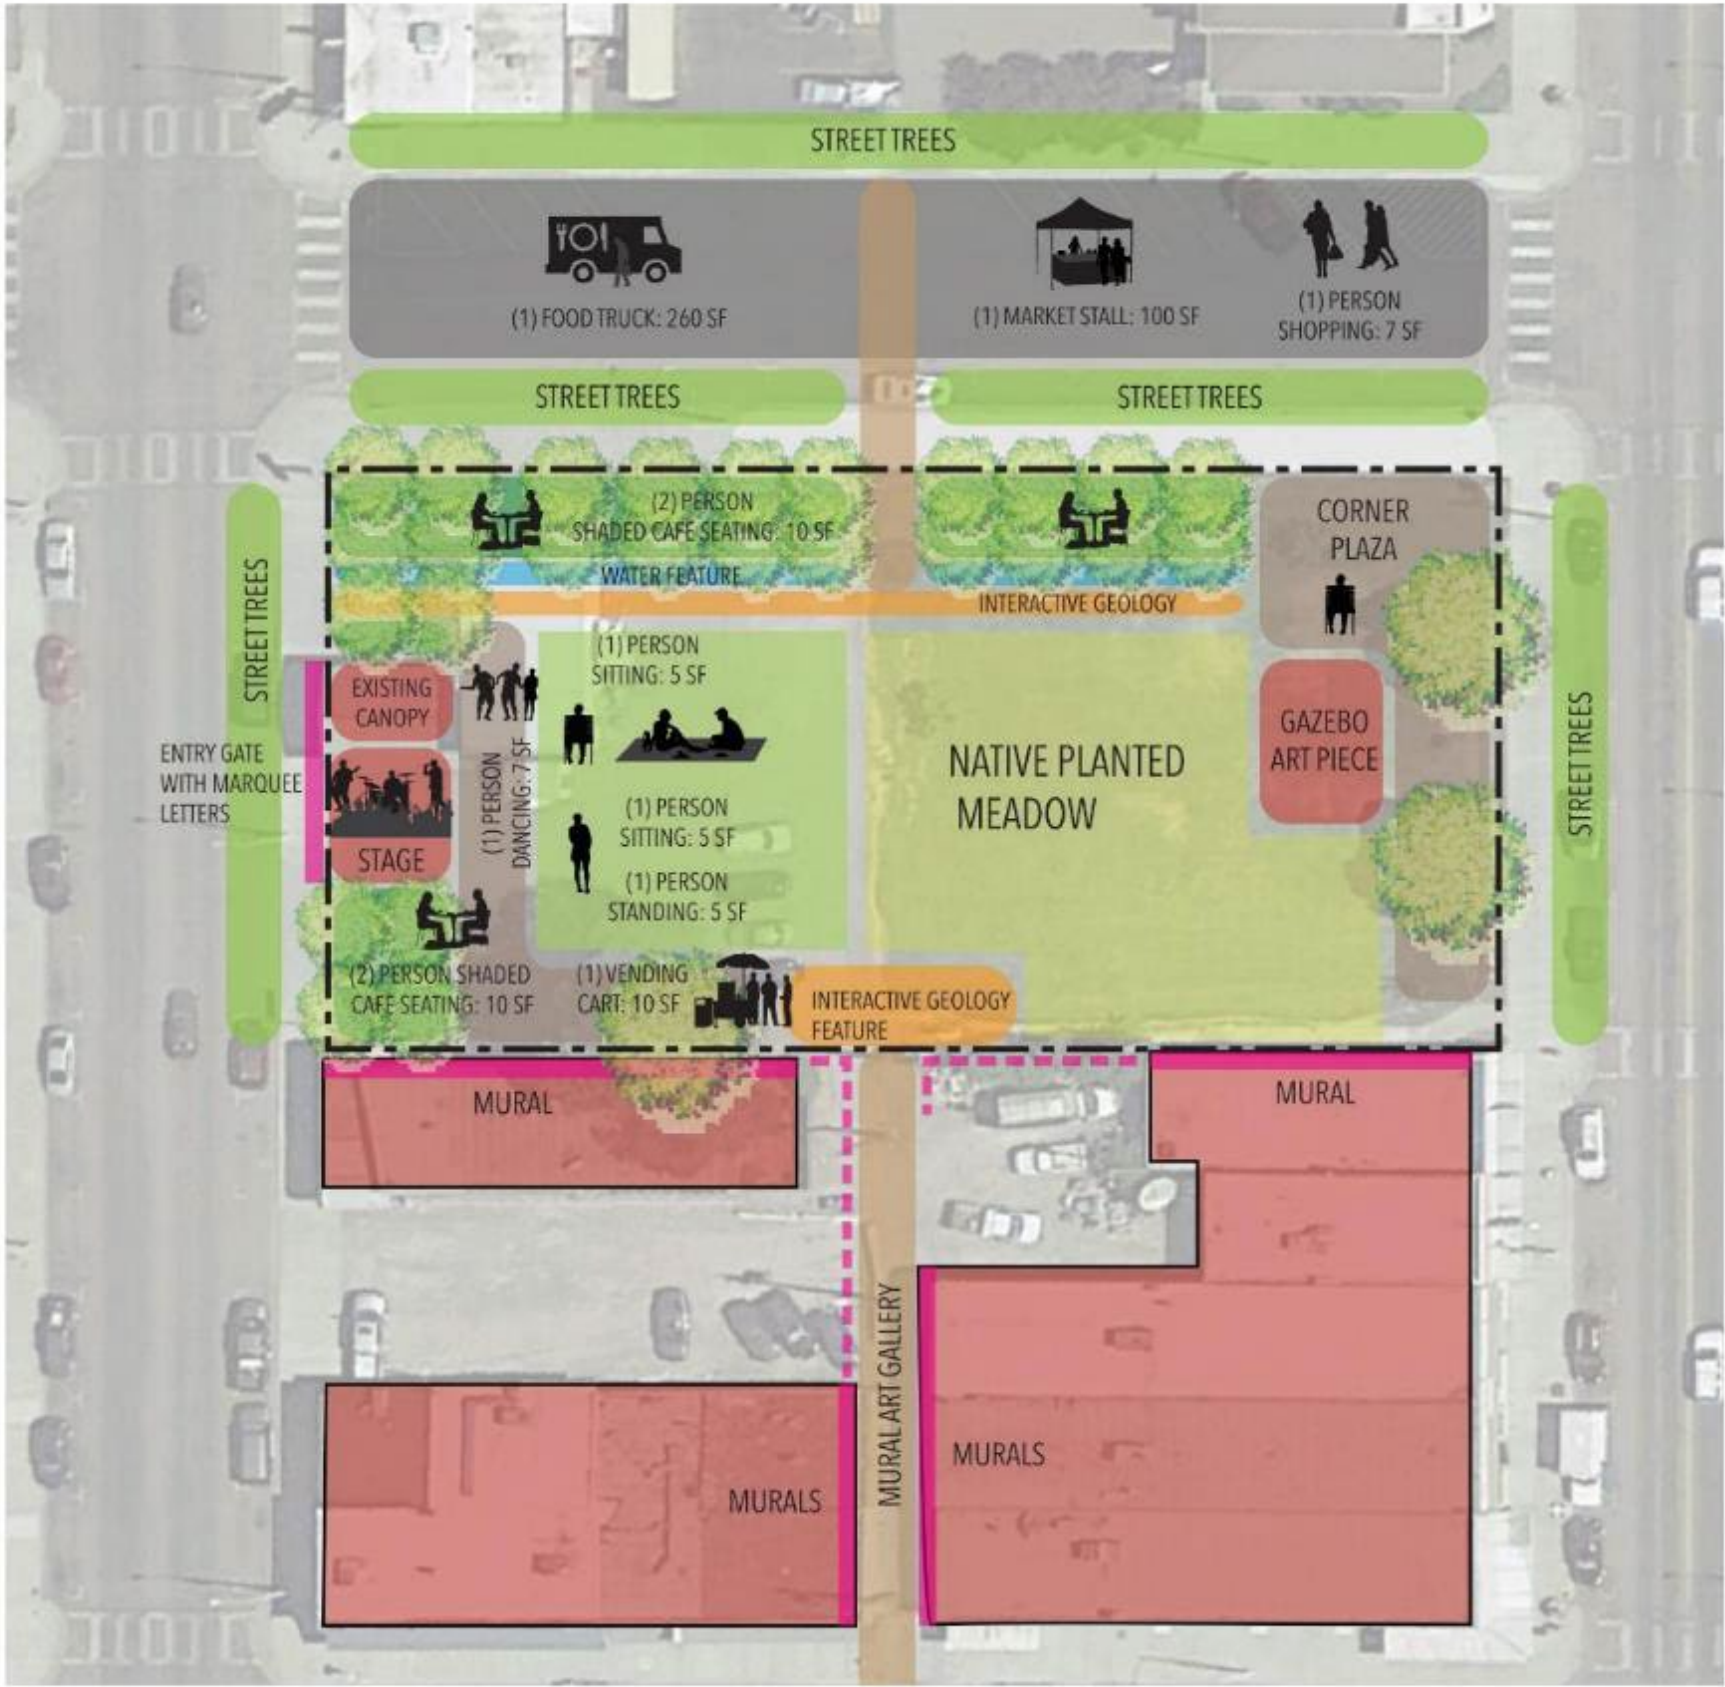 STREET TREES
(1) FOOD TRUCK: 260 SF
(1) MARKET STALL: 100 SF
(1) PERSON
SHOPPING: 7 SF
STREET TREES
STREET TREES
(2) PERSON
SHADED CAFE SEATING: 10 SF
CORNER
PLAZA
WATER FEATURE
INTERACTIVE GEOLOGY
STREET TREES
(1) PERSON
SITTING: 5 SF
EXISTING
CANOPY
ENTRY GATE
WITH MARQUEE
LETTERS
STAGE
(1) PERSON
DANCING: 7 SF
(1) PERSON
SITTING: 5 SF
(1) PERSON
STANDING: 5 SF
NATIVE PLANTED
MEADOW
GAZEBO
ART PIECE
STREET TREES
(2) PERSON SHADED
CAFE SEATING: 10 SF
(1) VENDING
CART: 10 SF
INTERACTIVE GEOLOGY
FEATURE
MURAL
MURAL
MURAL ART GALLERY
MURALS
MURALS